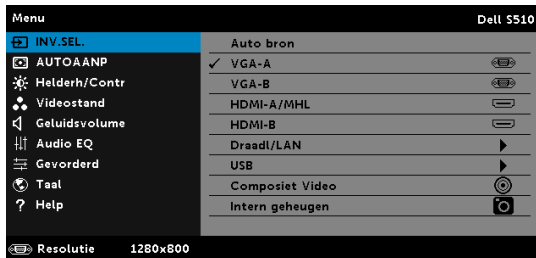 Menu
Dell S510
INV.SEL.
AUTOAANP
Helderh/Contr
Videostand
Geluidsvolume
Audio EQ
Gevorderd
Taal
Help
Auto bron
VGA-A
VGA-B
HDMI-A/MHL
HDMI-B
Draadl/LAN
USB
Composiet Video
Intern geheugen
Resolutie 1280x800